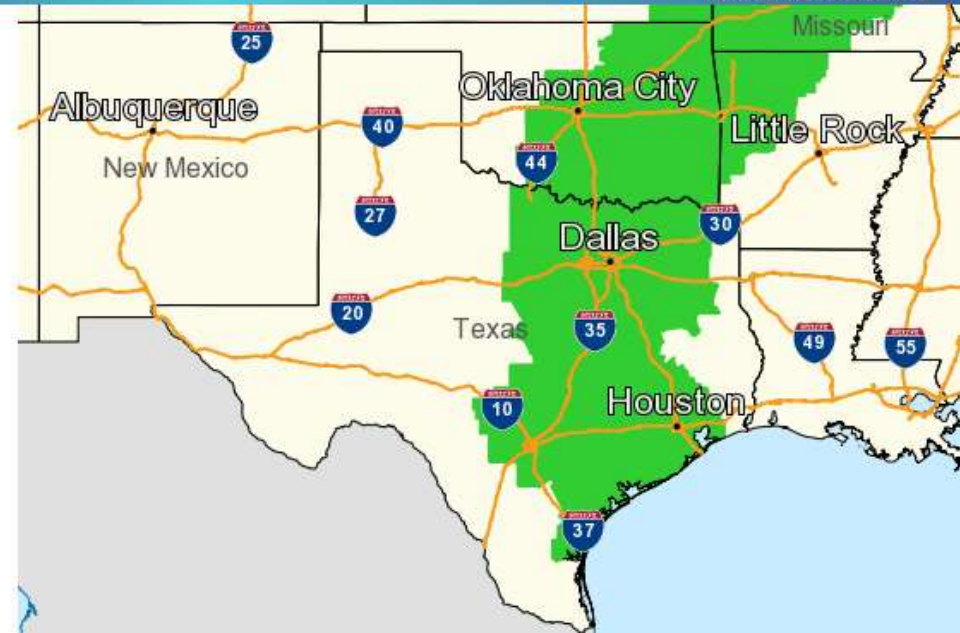 Missouri
25
Oklahoma City
Albuquerque
40
Little Rock
44
New Mexico
27
30
Dallas
20
Texas
35
49
55
10
Houston
37